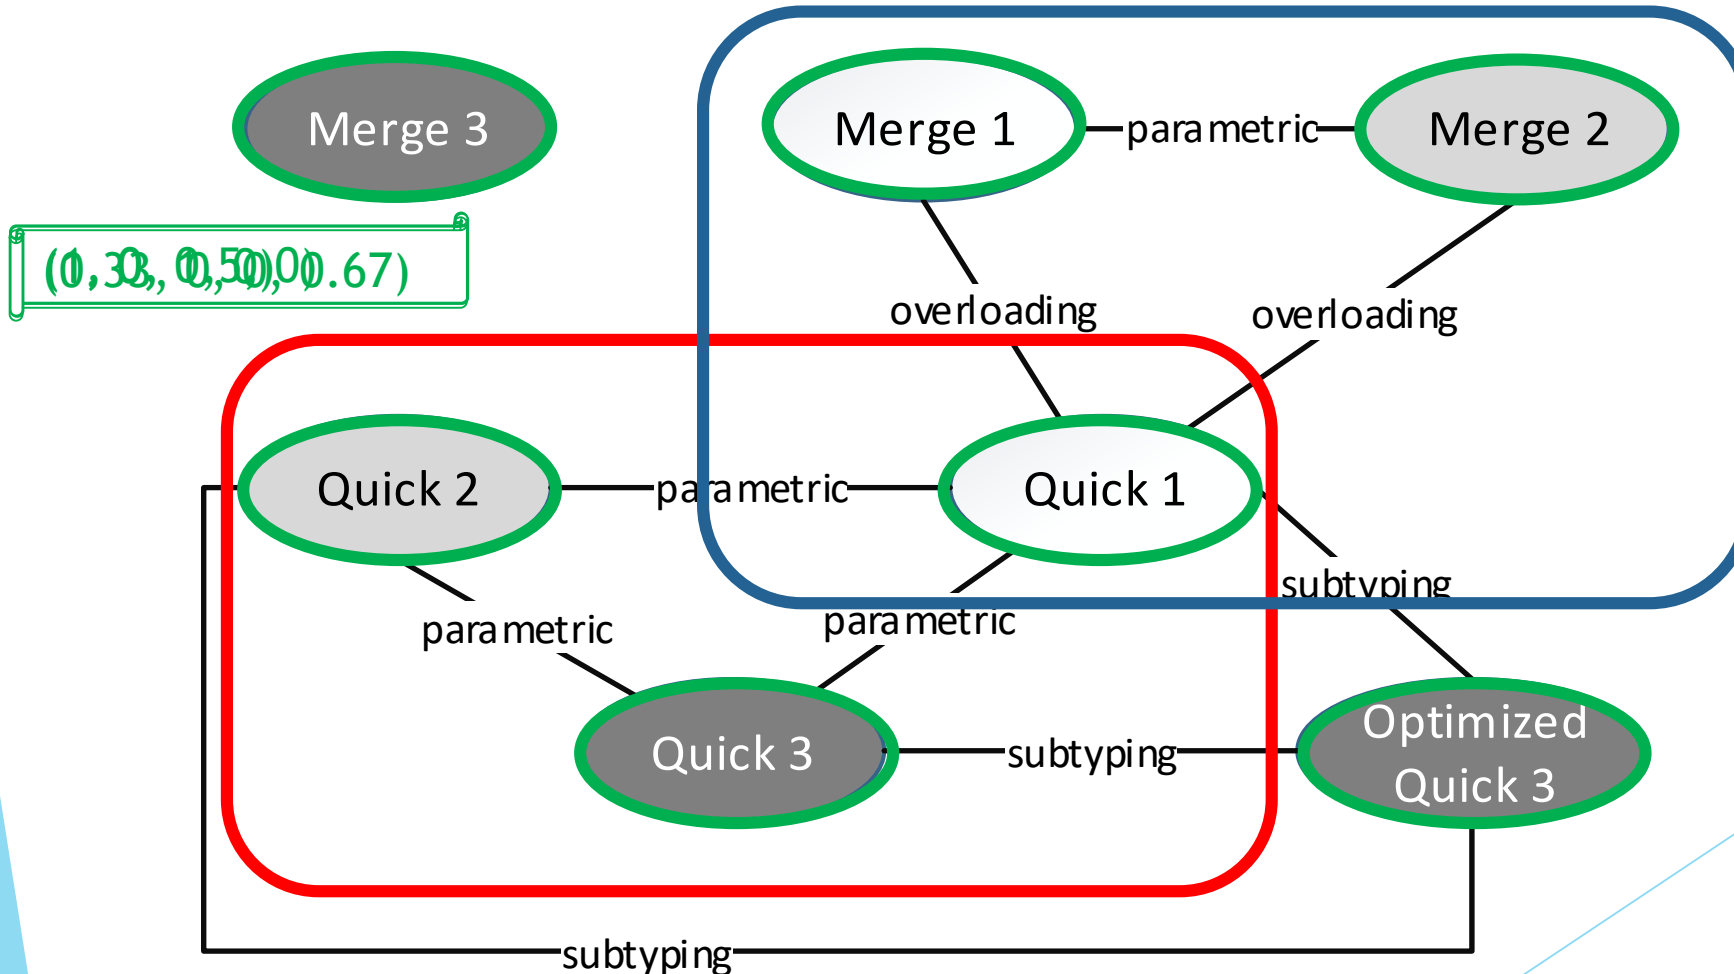 Merge 3
Merge 1
parametric
Merge 2
overloading
overloading
Quick 2
parametric
Quick 1
subtyping
parametric
parametric
Quick 3
subtyping
Optimized
Quick 3
subtyping